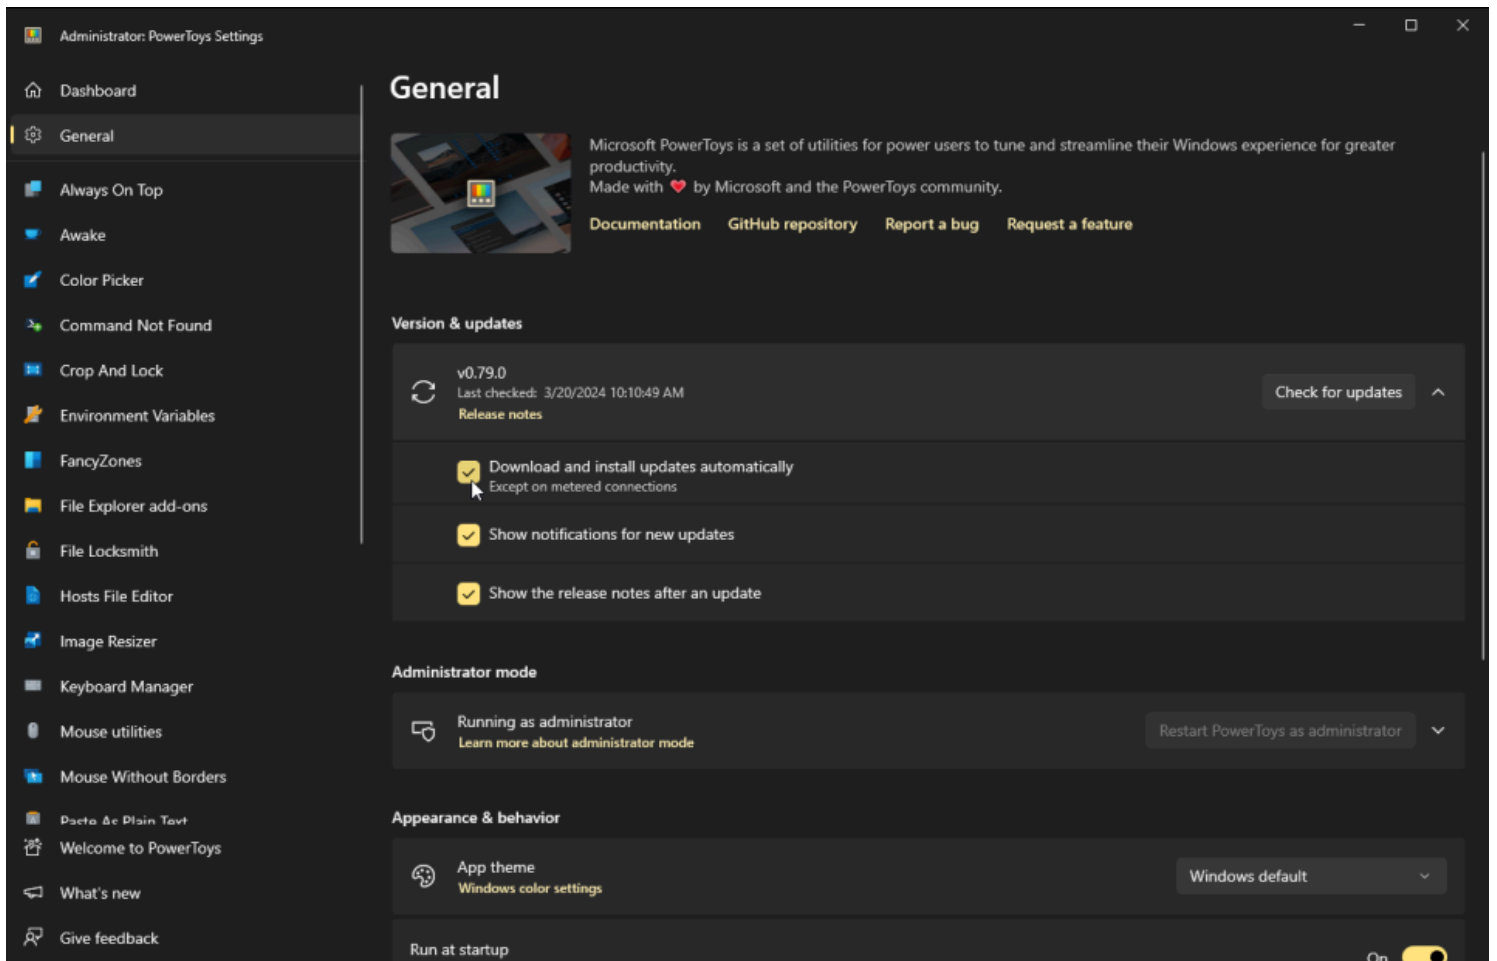 Administrator: PowerToys Settings
Dashboard
General
Always On Top
Awake
Color Picker
Command Not Found
Crop And Lock
Environment Variables
FancyZones
File Explorer add-ons
File Locksmith
Hosts File Editor
Image Resizer
Keyboard Manager
Mouse utilities
Mouse Without Borders
Paste As Plain Text
Welcome to PowerToys
What's new
Give feedback
General
Microsoft PowerToys is a set of utilities for power users to tune and streamline their Windows experience for greater
productivity.
Made with ❤ by Microsoft and the PowerToys community.
Documentation GitHub repository Report a bug Request a feature
Version & updates
v0.79.0
Last checked: 3/20/2024 10:10:49 AM
Release notes
Check for updates
Download and install updates automatically
Except on metered connections
Show notifications for new updates
Show the release notes after an update
Administrator mode
Running as administrator
Learn more about administrator mode
Restart PowerToys as administrator
Appearance & behavior
App theme
Windows color settings
Windows default
Run at startup
On